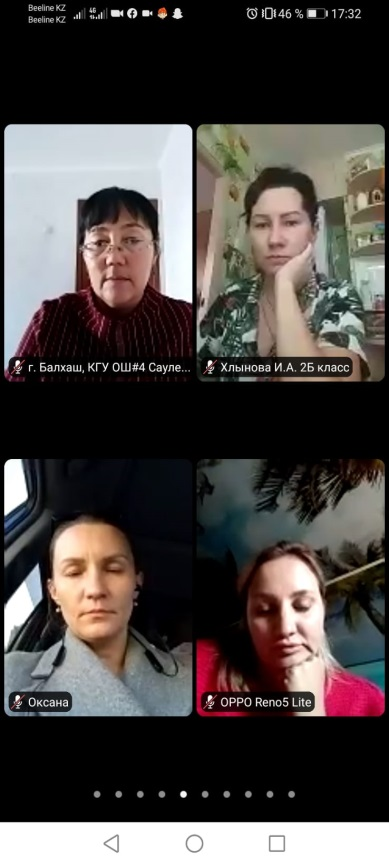 Beeline KZ
Beeline KZ
4G
46 %
17:32
г. Балхаш, КГУ ОШ#4 Сауле...
Хлынова И.А. 2Б класс
Оксана
OPPO Reno5 Lite